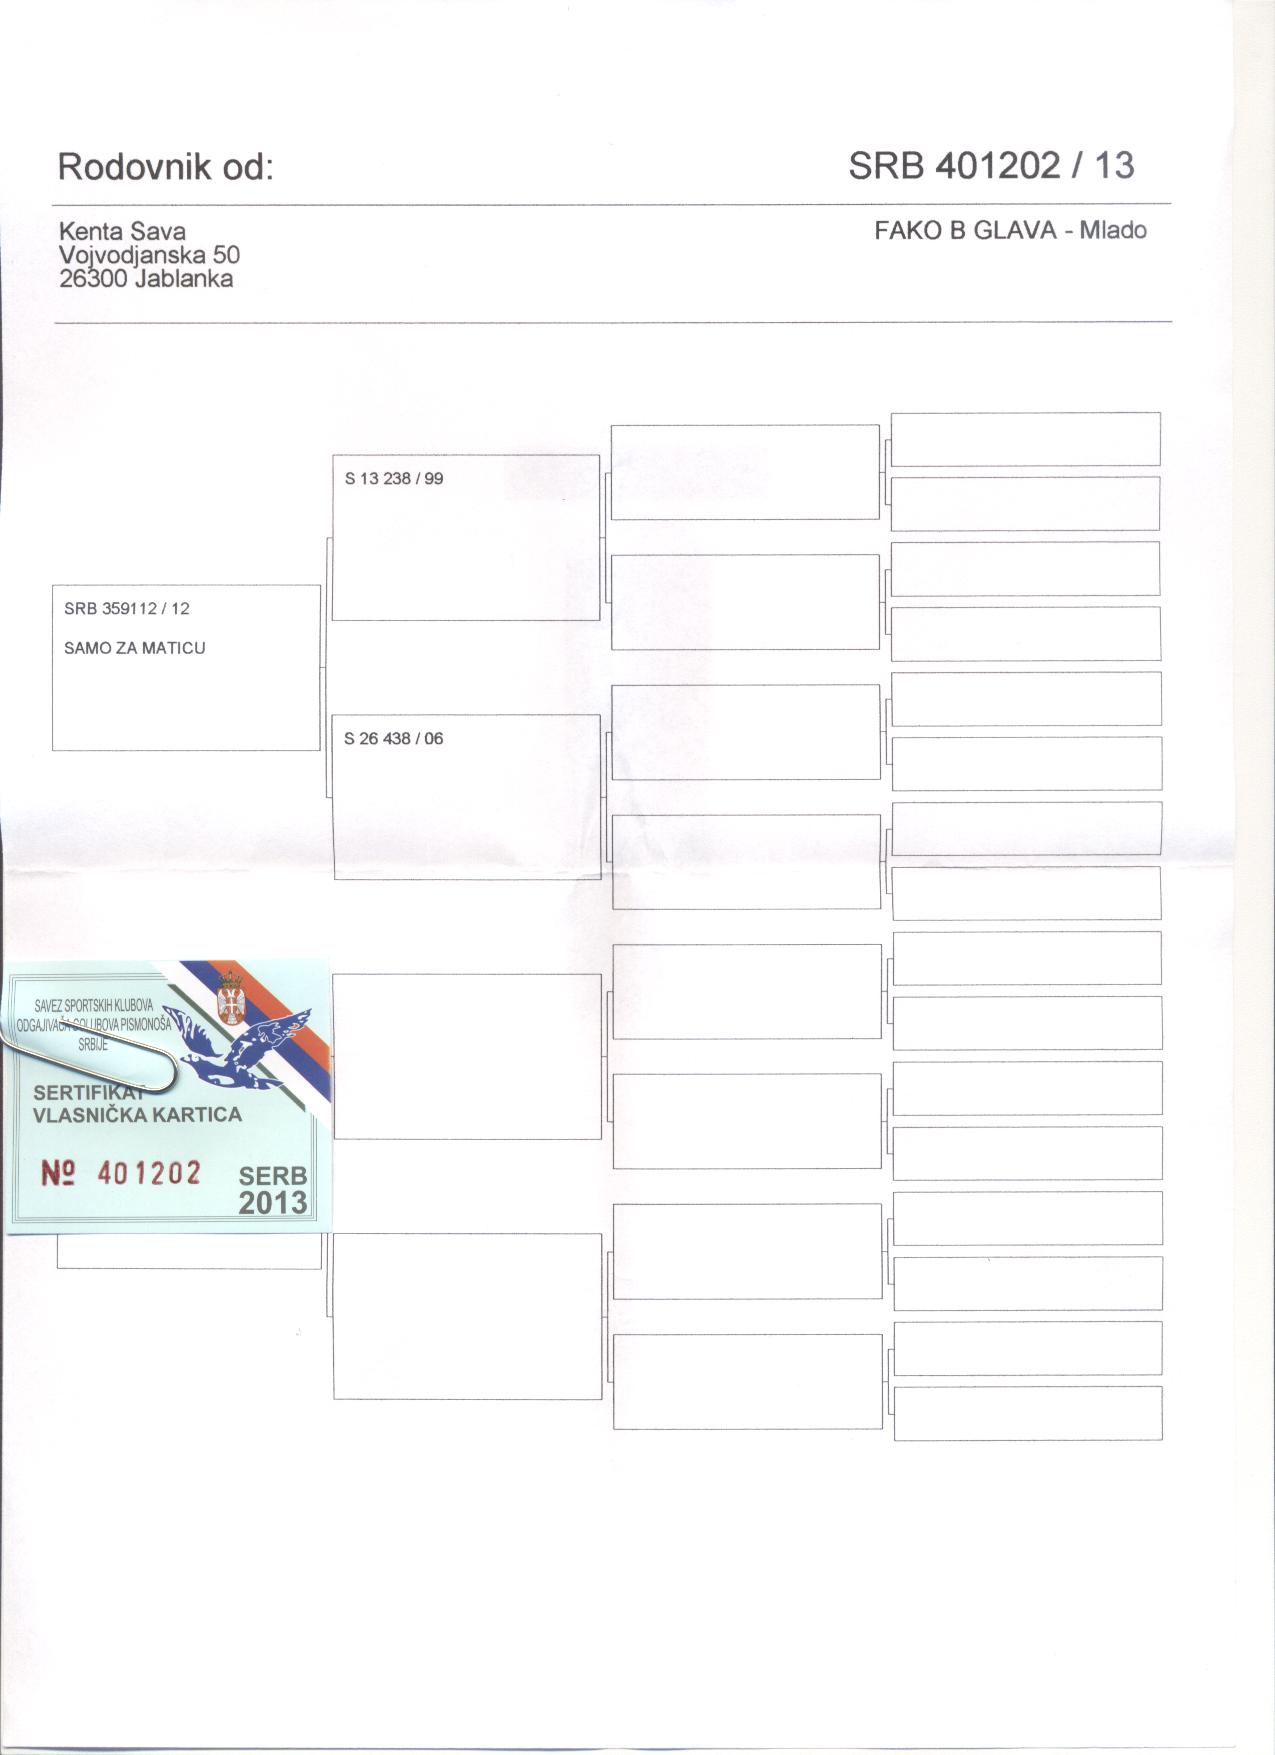 Rodovnik od:
SRB 401202 / 13
Kenta Sava
Vojvodjanska 50
26300 Jablanka
FAKO B GLAVA - Mlado
S 13 238 / 99
SRB 359112 / 12
SAMO ZA MATICU
S 26 438 / 06
SAVEZ SPORTSKIH KLUBOVA
ODGAJIVAČA GOLUBOVA PISMONOŠA
SRBIJE
SERTIFIKAT
VLASNIČKA KARTICA
Nº 401202
SERB
2013